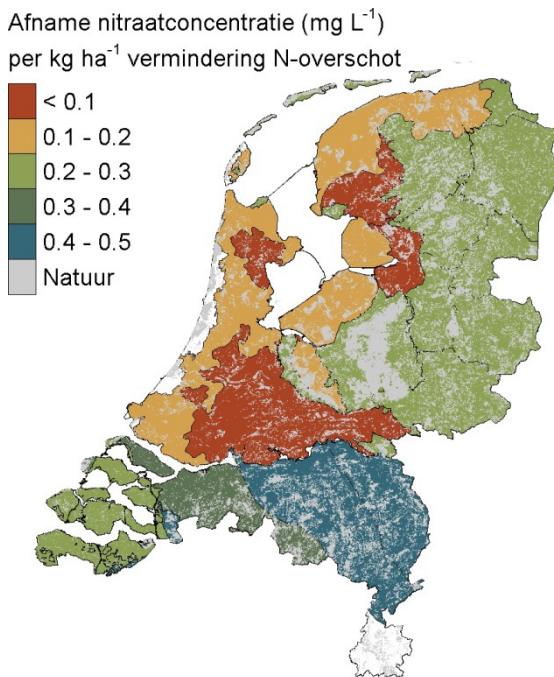 Afname nitraatconcentratie (mg L⁻¹)
per kg ha⁻¹ vermindering N-overschot
< 0.1
0.1 - 0.2
0.2 - 0.3
0.3 - 0.4
0.4 - 0.5
Natuur